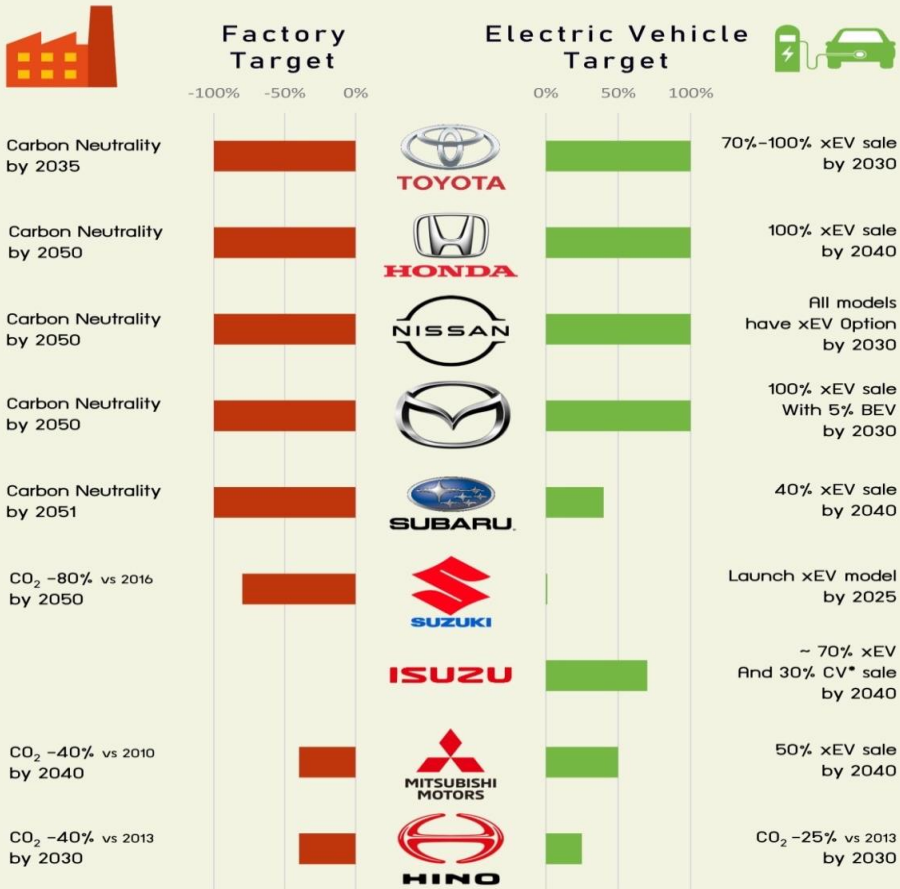 Factory
Target
Electric Vehicle
Target
-100% -50% 0%
0% 50% 100%
Carbon Neutrality
by 2035
TOYOTA
70%-100% xEV sale
by 2030
Carbon Neutrality
by 2050
HONDA
100% xEV sale
by 2040
Carbon Neutrality
by 2050
NISSAN
All models
have xEV Option
by 2030
Carbon Neutrality
by 2050
100% xEV sale
With 5% BEV
by 2030
Carbon Neutrality
by 2051
SUBARU
40% xEV sale
by 2040
CO₂ -80% vs 2016
by 2050
SUZUKI
Launch xEV model
by 2025
ISUZU
~ 70% xEV
And 30% CV* sale
by 2040
CO₂ -40% vs 2010
by 2040
MITSUBISHI
MOTORS
50% xEV sale
by 2040
CO₂ -40% vs 2013
by 2030
HINO
CO₂ -25% vs 2013
by 2030